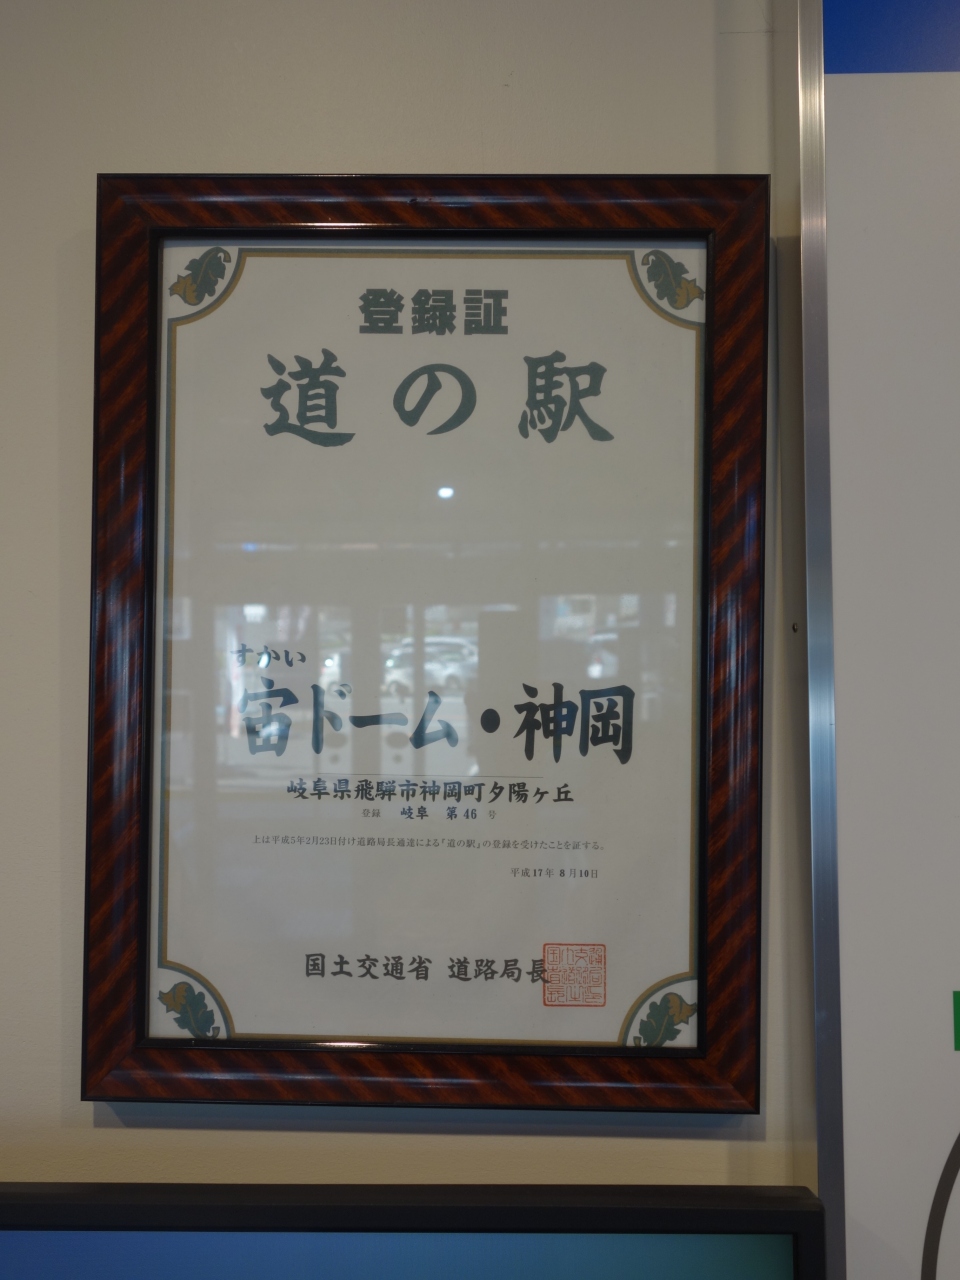 登録証
道の駅
すかい
宙ドーム・神岡
岐阜県飛騨市神岡町夕陽ヶ丘
登録 岐阜 第46号
上は平成5年2月23日付け道路局長通達による『道の駅』の登録を受けたことを証する。
平成17年8月10日
国土交通省 道路局長